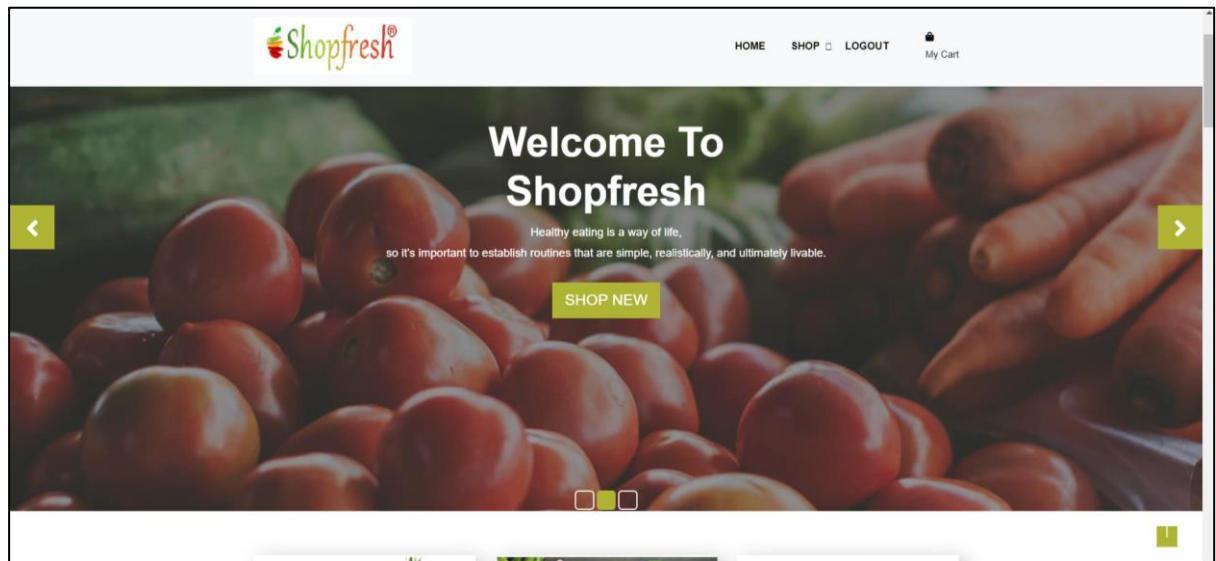 Shopfresh®
HOME SHOP LOGOUT
My Cart
Welcome To
Shopfresh
Healthy eating is a way of life,
so it's important to establish routines that are simple, realistically, and ultimately livable.
SHOP NEW